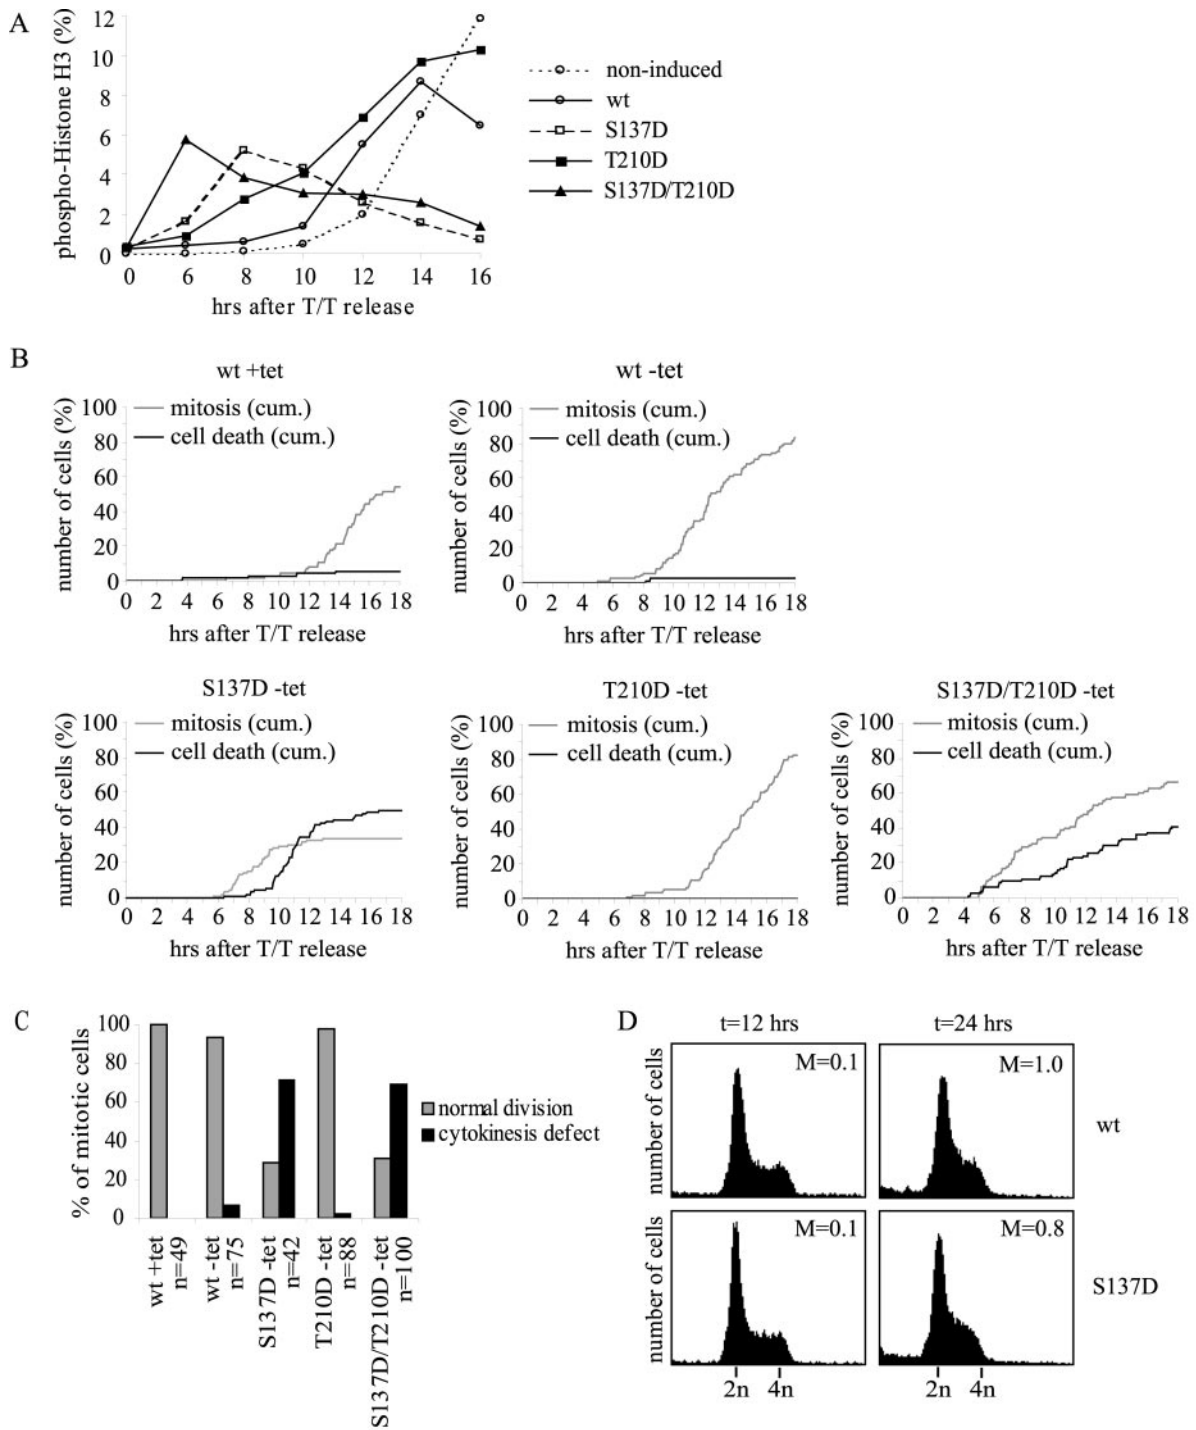 A
phospho-Histone H3 (%)
12
10
8
6
4
2
0
0 6 8 10 12 14 16
hrs after T/T release
non-induced
wt
S137D
T210D
S137D/T210D
B
wt +tet
number of cells (%)
100
80
60
40
20
0
mitosis (cum.)
cell death (cum.)
0 2 4 6 8 10 12 14 16 18
hrs after T/T release
wt -tet
number of cells (%)
100
80
60
40
20
0
mitosis (cum.)
cell death (cum.)
0 2 4 6 8 10 12 14 16 18
hrs after T/T release
S137D -tet
number of cells (%)
100
80
60
40
20
0
mitosis (cum.)
cell death (cum.)
0 2 4 6 8 10 12 14 16 18
hrs after T/T release
T210D -tet
number of cells (%)
100
80
60
40
20
0
mitosis (cum.)
cell death (cum.)
0 2 4 6 8 10 12 14 16 18
hrs after T/T release
S137D/T210D -tet
number of cells (%)
100
80
60
40
20
0
mitosis (cum.)
cell death (cum.)
0 2 4 6 8 10 12 14 16 18
hrs after T/T release
C
% of mitotic cells
100
80
60
40
20
0
normal division
cytokinesis defect
wt +tet
n=49
wt -tet
n=75
S137D -tet
n=42
T210D -tet
n=88
S137D/T210D -tet
n=100
D
t=12 hrs
t=24 hrs
number of cells
M=0.1
M=1.0
wt
number of cells
M=0.1
M=0.8
S137D
2n 4n
2n 4n